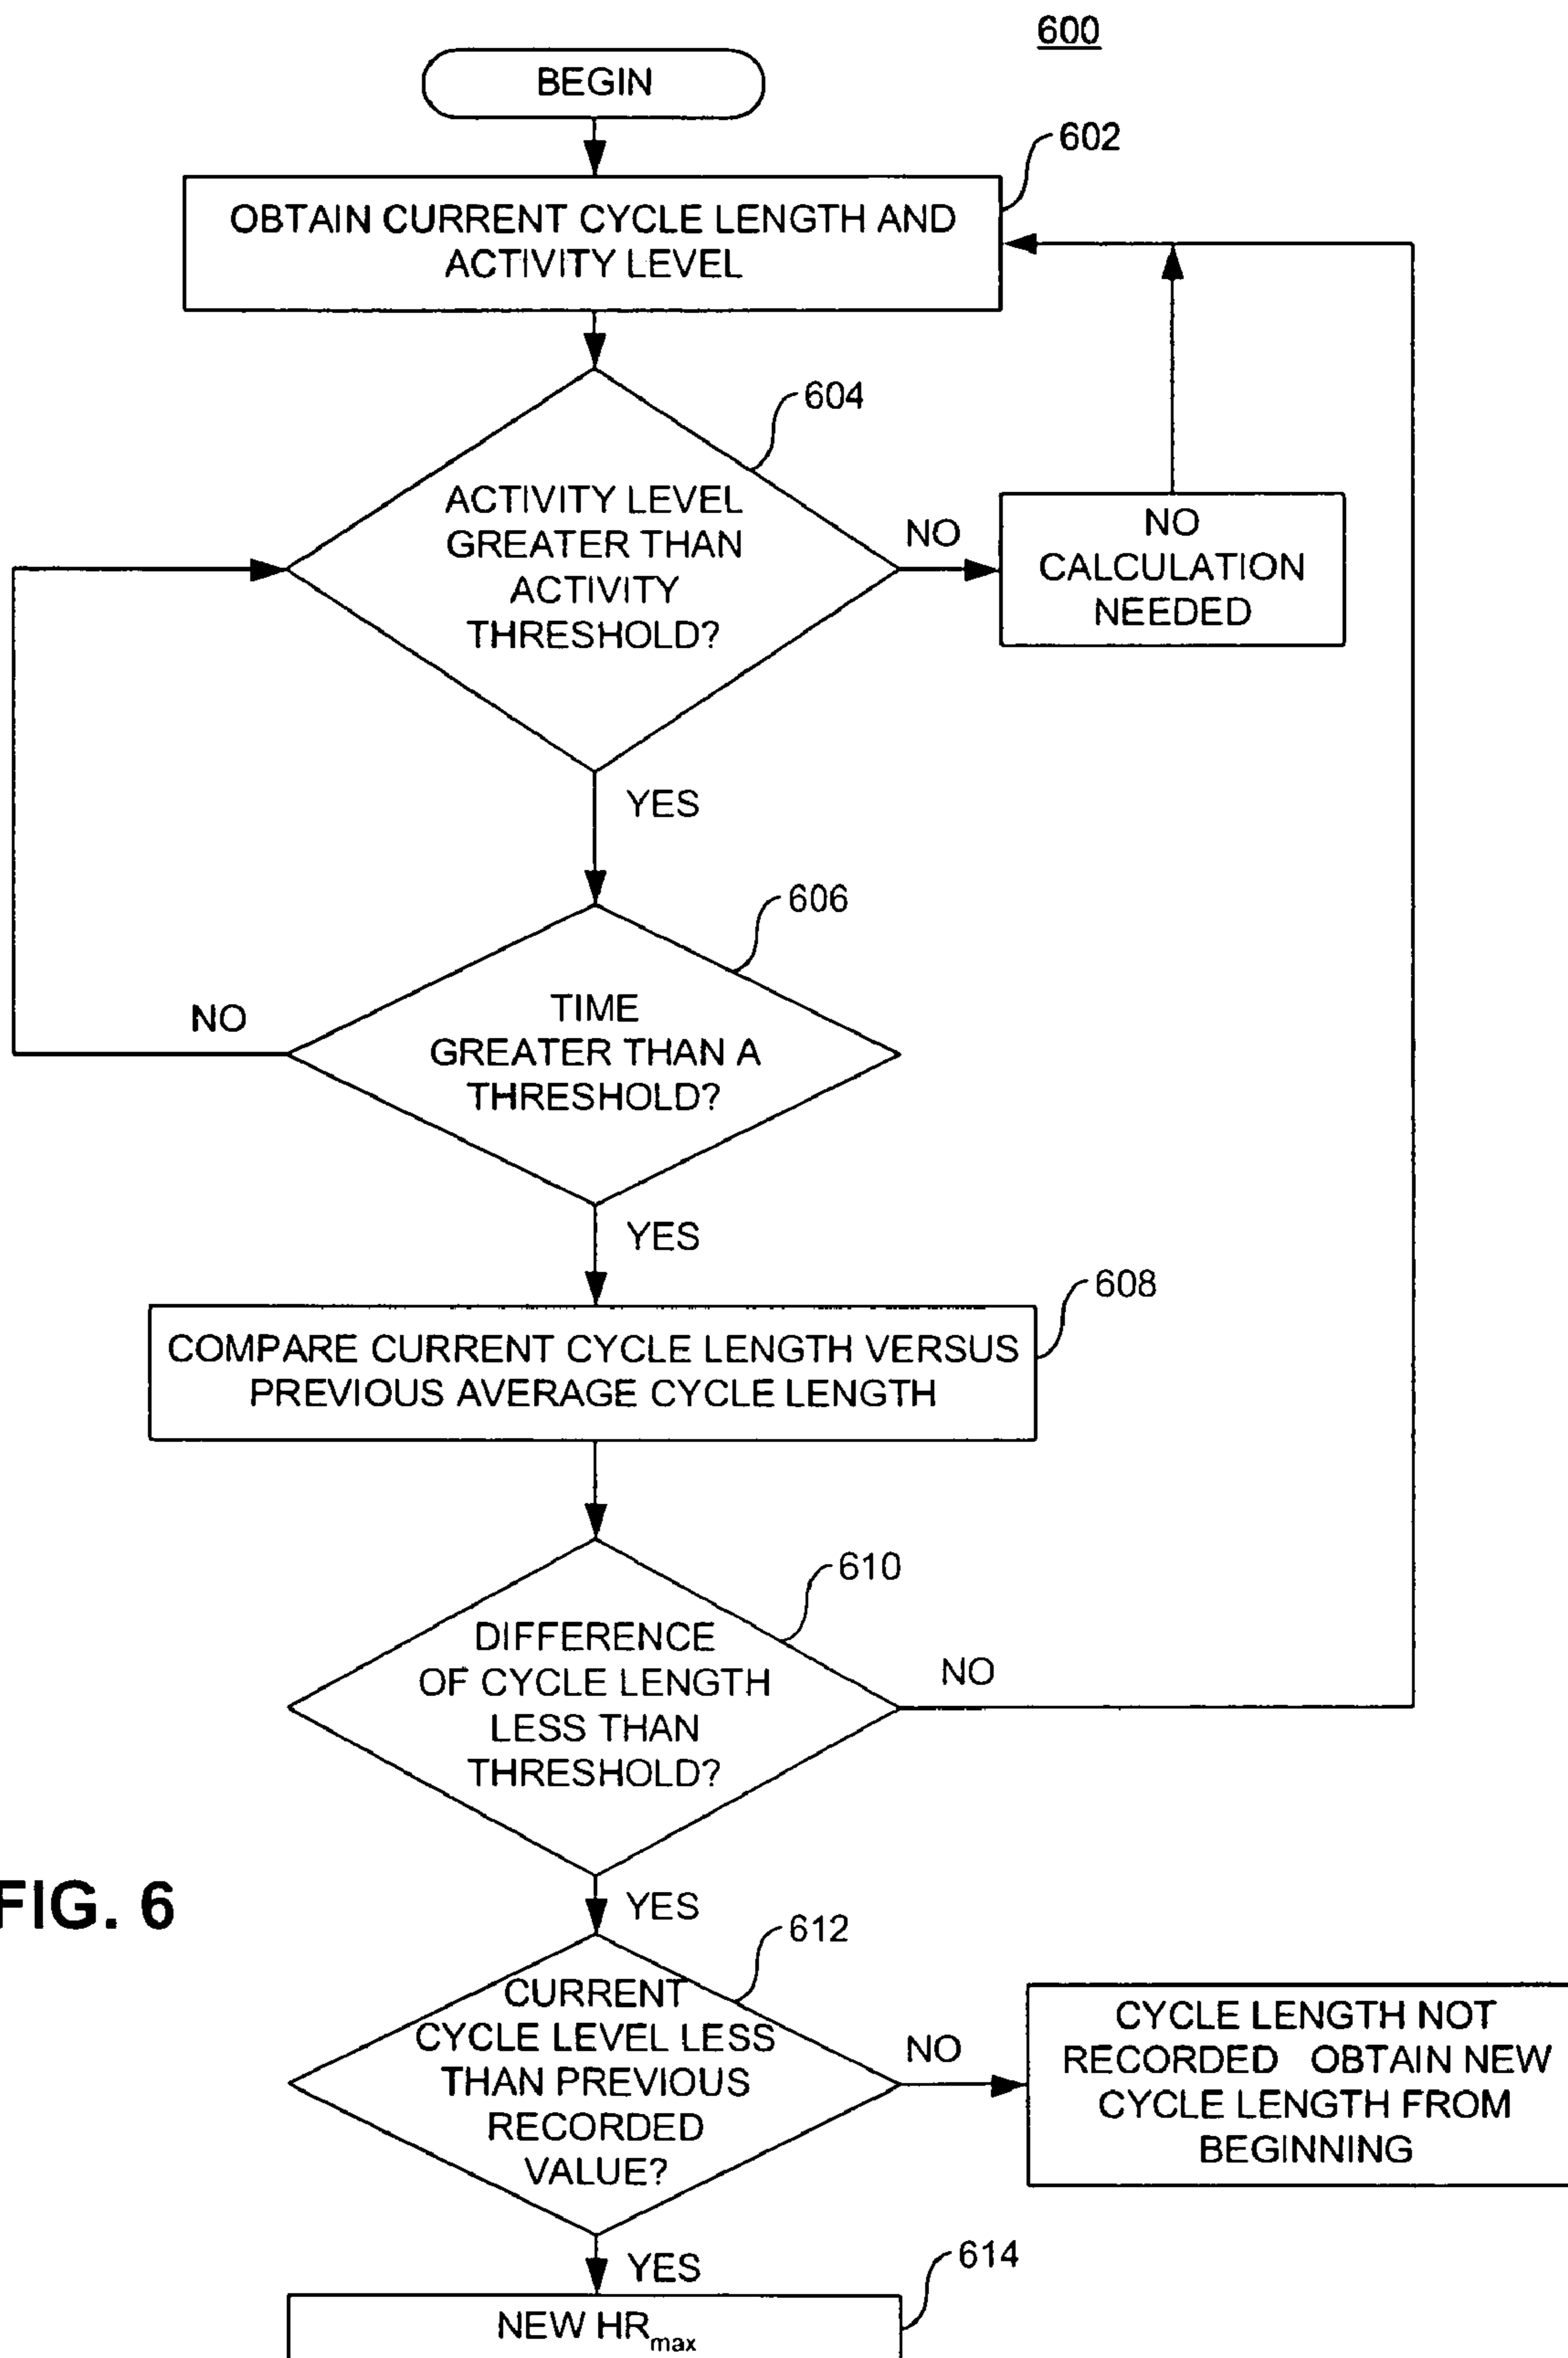 600
BEGIN
602
OBTAIN CURRENT CYCLE LENGTH AND
ACTIVITY LEVEL
604
ACTIVITY LEVEL
GREATER THAN
ACTIVITY
THRESHOLD?
NO
NO
CALCULATION
NEEDED
YES
606
TIME
GREATER THAN A
THRESHOLD?
NO
YES
608
COMPARE CURRENT CYCLE LENGTH VERSUS
PREVIOUS AVERAGE CYCLE LENGTH
610
DIFFERENCE
OF CYCLE LENGTH
LESS THAN
THRESHOLD?
NO
YES
FIG. 6
612
CURRENT
CYCLE LEVEL LESS
THAN PREVIOUS
RECORDED
VALUE?
NO
CYCLE LENGTH NOT
RECORDED OBTAIN NEW
CYCLE LENGTH FROM
BEGINNING
YES
614
NEW HRmax